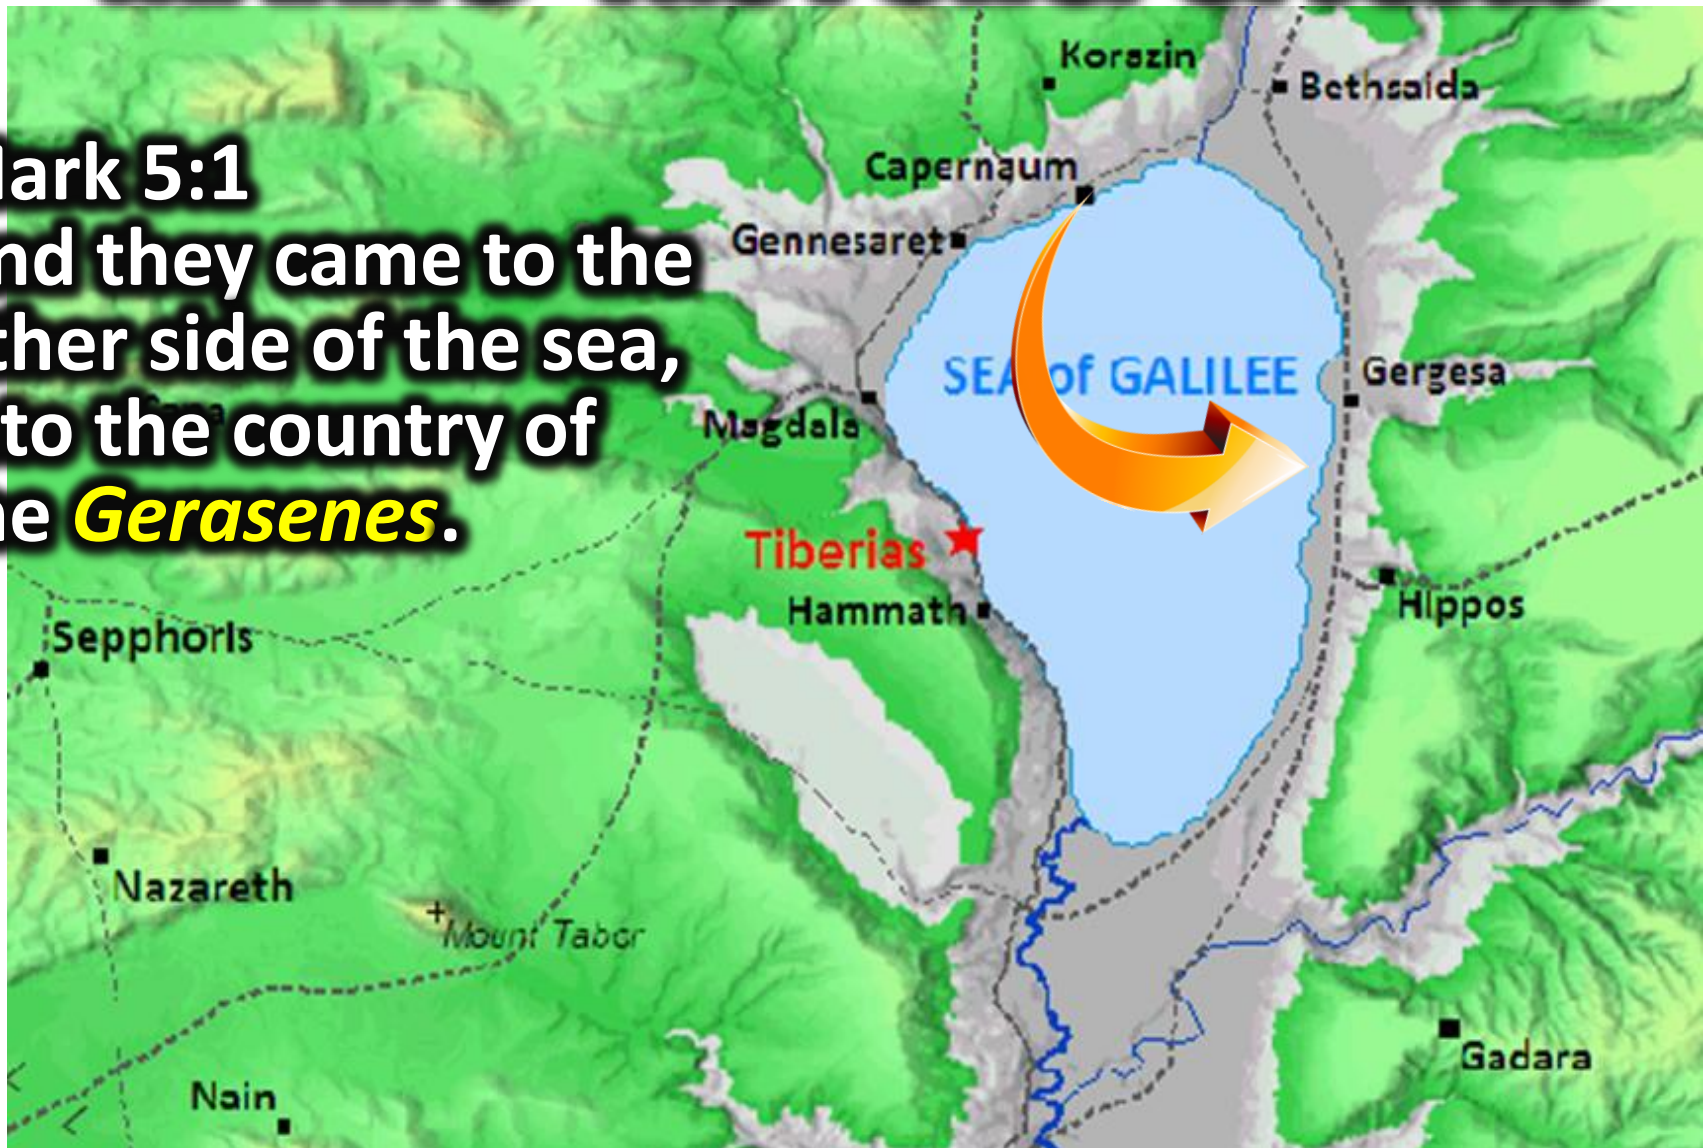 Korazin
Bethsaida
lark 5:1
Capernaum
nd they came to the
Gennesaret
ther side of the sea,
SEA of GALILEE
Gergesa
to the country of
Magdala
ne Gerasenes.
Tiberias
Hammath
Hippos
Sepphoris
Nazareth
Mount Tabor
Gadara
Nain